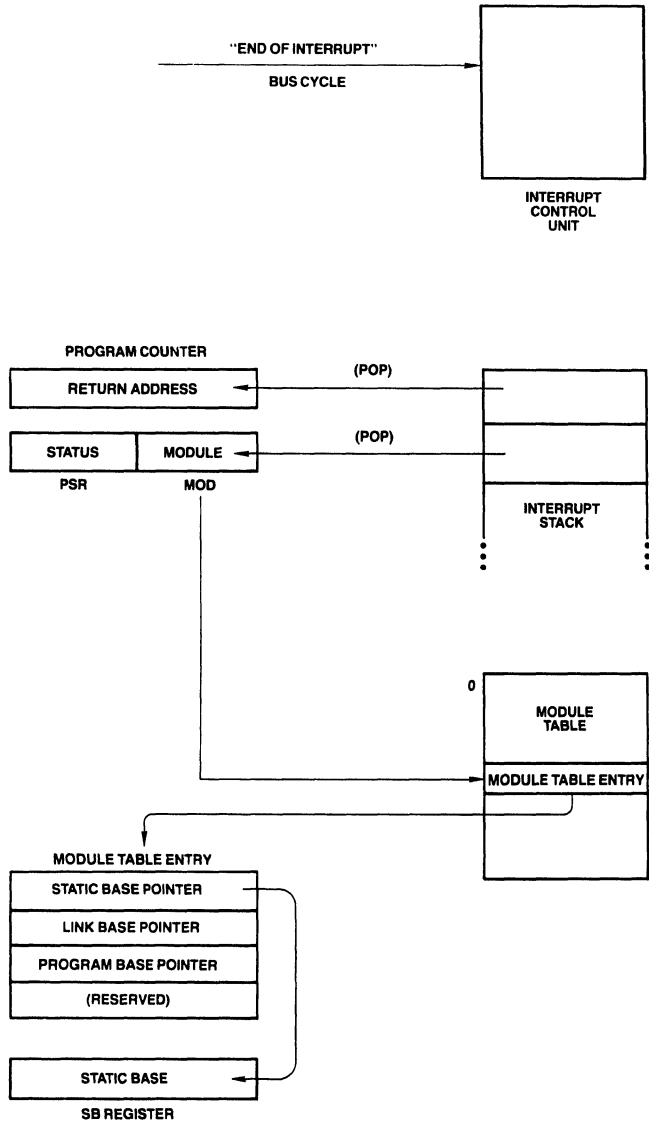 "END OF INTERRUPT"
BUS CYCLE
INTERRUPT
CONTROL
UNIT
PROGRAM COUNTER
RETURN ADDRESS
(POP)
STATUS
MODULE
(POP)
PSR
MOD
INTERRUPT
STACK
0
MODULE
TABLE
MODULE TABLE ENTRY
MODULE TABLE ENTRY
STATIC BASE POINTER
LINK BASE POINTER
PROGRAM BASE POINTER
(RESERVED)
STATIC BASE
SB REGISTER